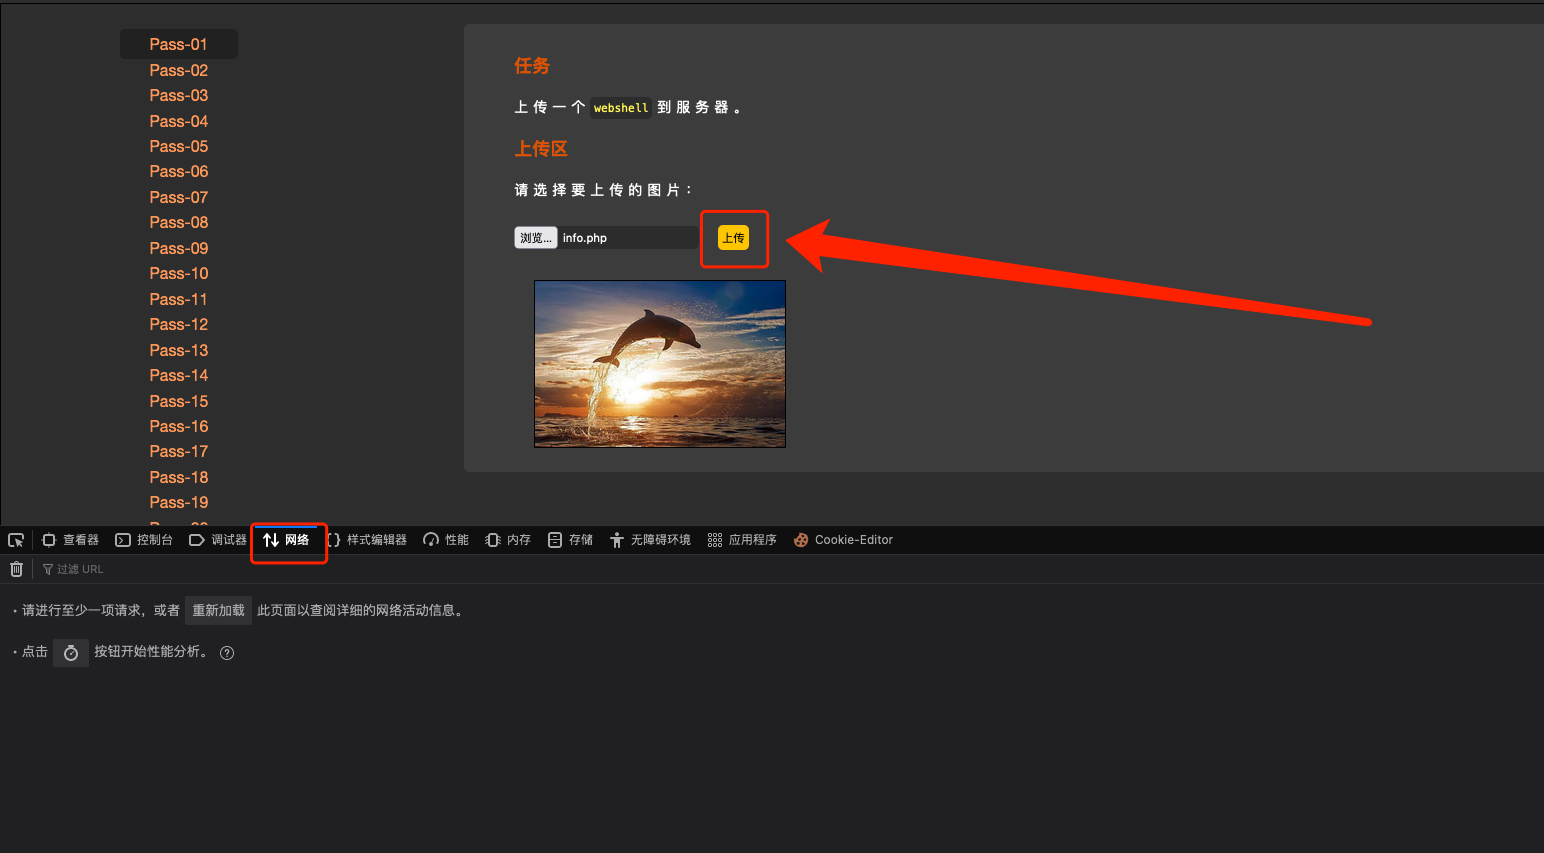 Pass-01
Pass-02
Pass-03
Pass-04
Pass-05
Pass-06
Pass-07
Pass-08
Pass-09
Pass-10
Pass-11
Pass-12
Pass-13
Pass-14
Pass-15
Pass-16
Pass-17
Pass-18
Pass-19
任务
上传一个 webshell 到服务器。
上传区
请选择要上传的图片：
浏览... info.php 上传
查看器 控制台 调试器 网络 样式编辑器 性能 内存 存储 无障碍环境 应用程序 Cookie-Editor
过滤 URL
• 请进行至少一项请求，或者 重新加载 此页面以查阅详细的网络活动信息。
• 点击 按钮开始性能分析。